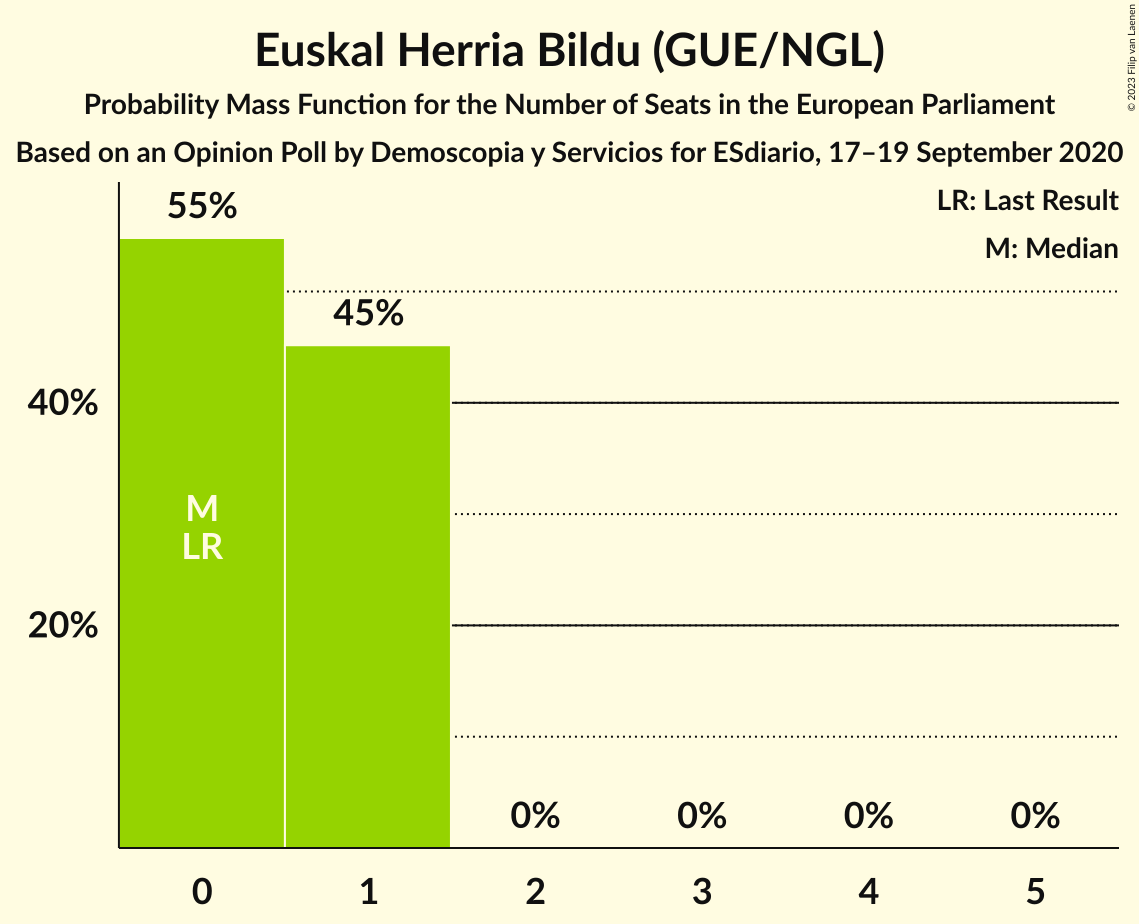 Euskal Herria Bildu (GUE/NGL)
Probability Mass Function for the Number of Seats in the European Parliament
Based on an Opinion Poll by Demoscopia y Servicios for ESdiario, 17–19 September 2020
© 2023 Filip van Laenen
LR: Last Result
M: Median
55%
45%
40%
M
LR
20%
0% 0% 0% 0%
0 1 2 3 4 5